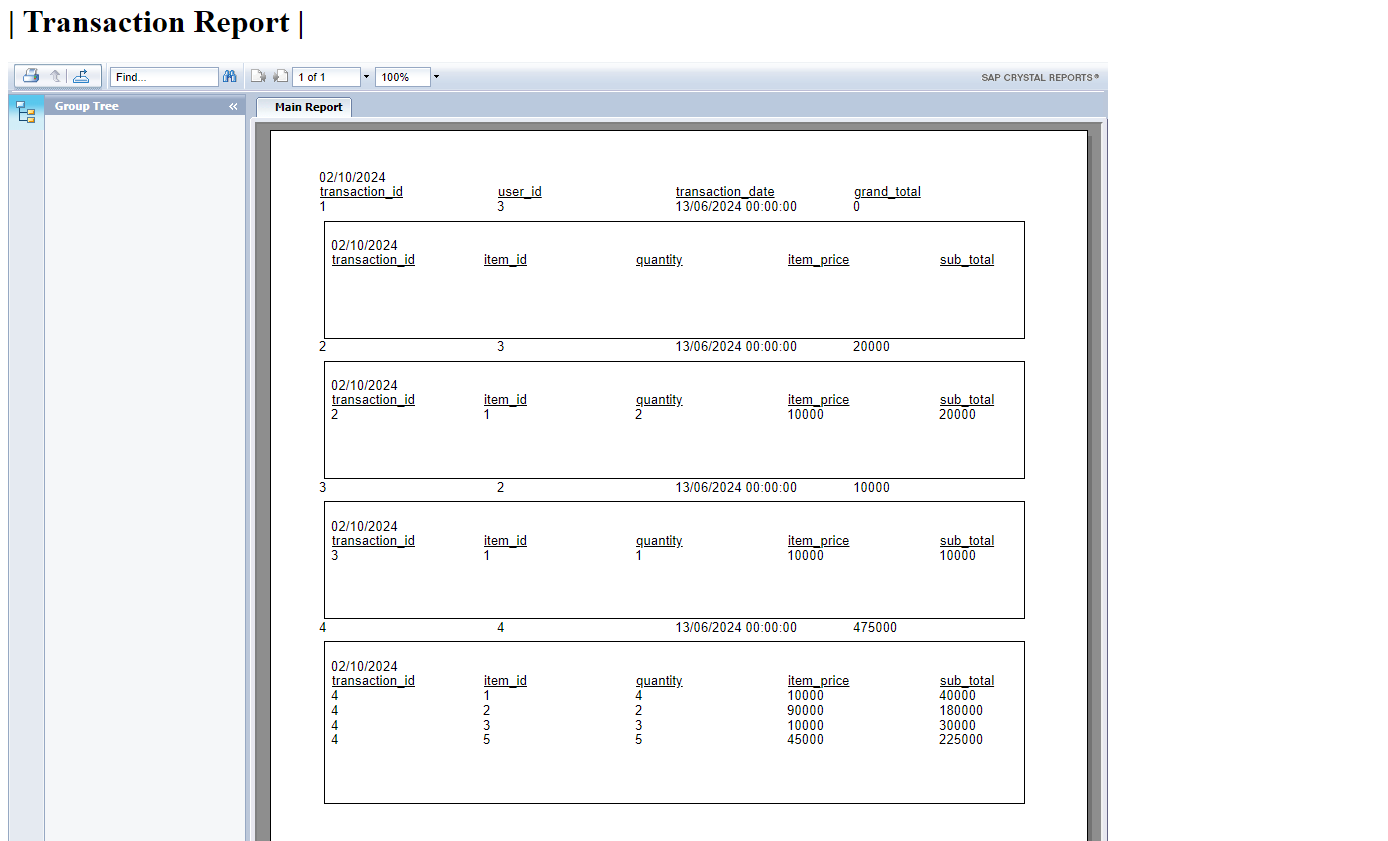 | Transaction Report |
Find... 1 of 1 100% SAP CRYSTAL REPORTS®
Group Tree « Main Report
02/10/2024
transaction_id user_id transaction_date grand_total
1 3 13/06/2024 00:00:00 0
02/10/2024
transaction_id item_id quantity item_price sub_total
2 3 13/06/2024 00:00:00 20000
02/10/2024
transaction_id item_id quantity item_price sub_total
2 1 2 10000 20000
3 2 13/06/2024 00:00:00 10000
02/10/2024
transaction_id item_id quantity item_price sub_total
3 1 1 10000 10000
4 4 13/06/2024 00:00:00 475000
02/10/2024
transaction_id item_id quantity item_price sub_total
4 1 4 10000 40000
4 2 2 90000 180000
4 3 3 10000 30000
4 5 5 45000 225000